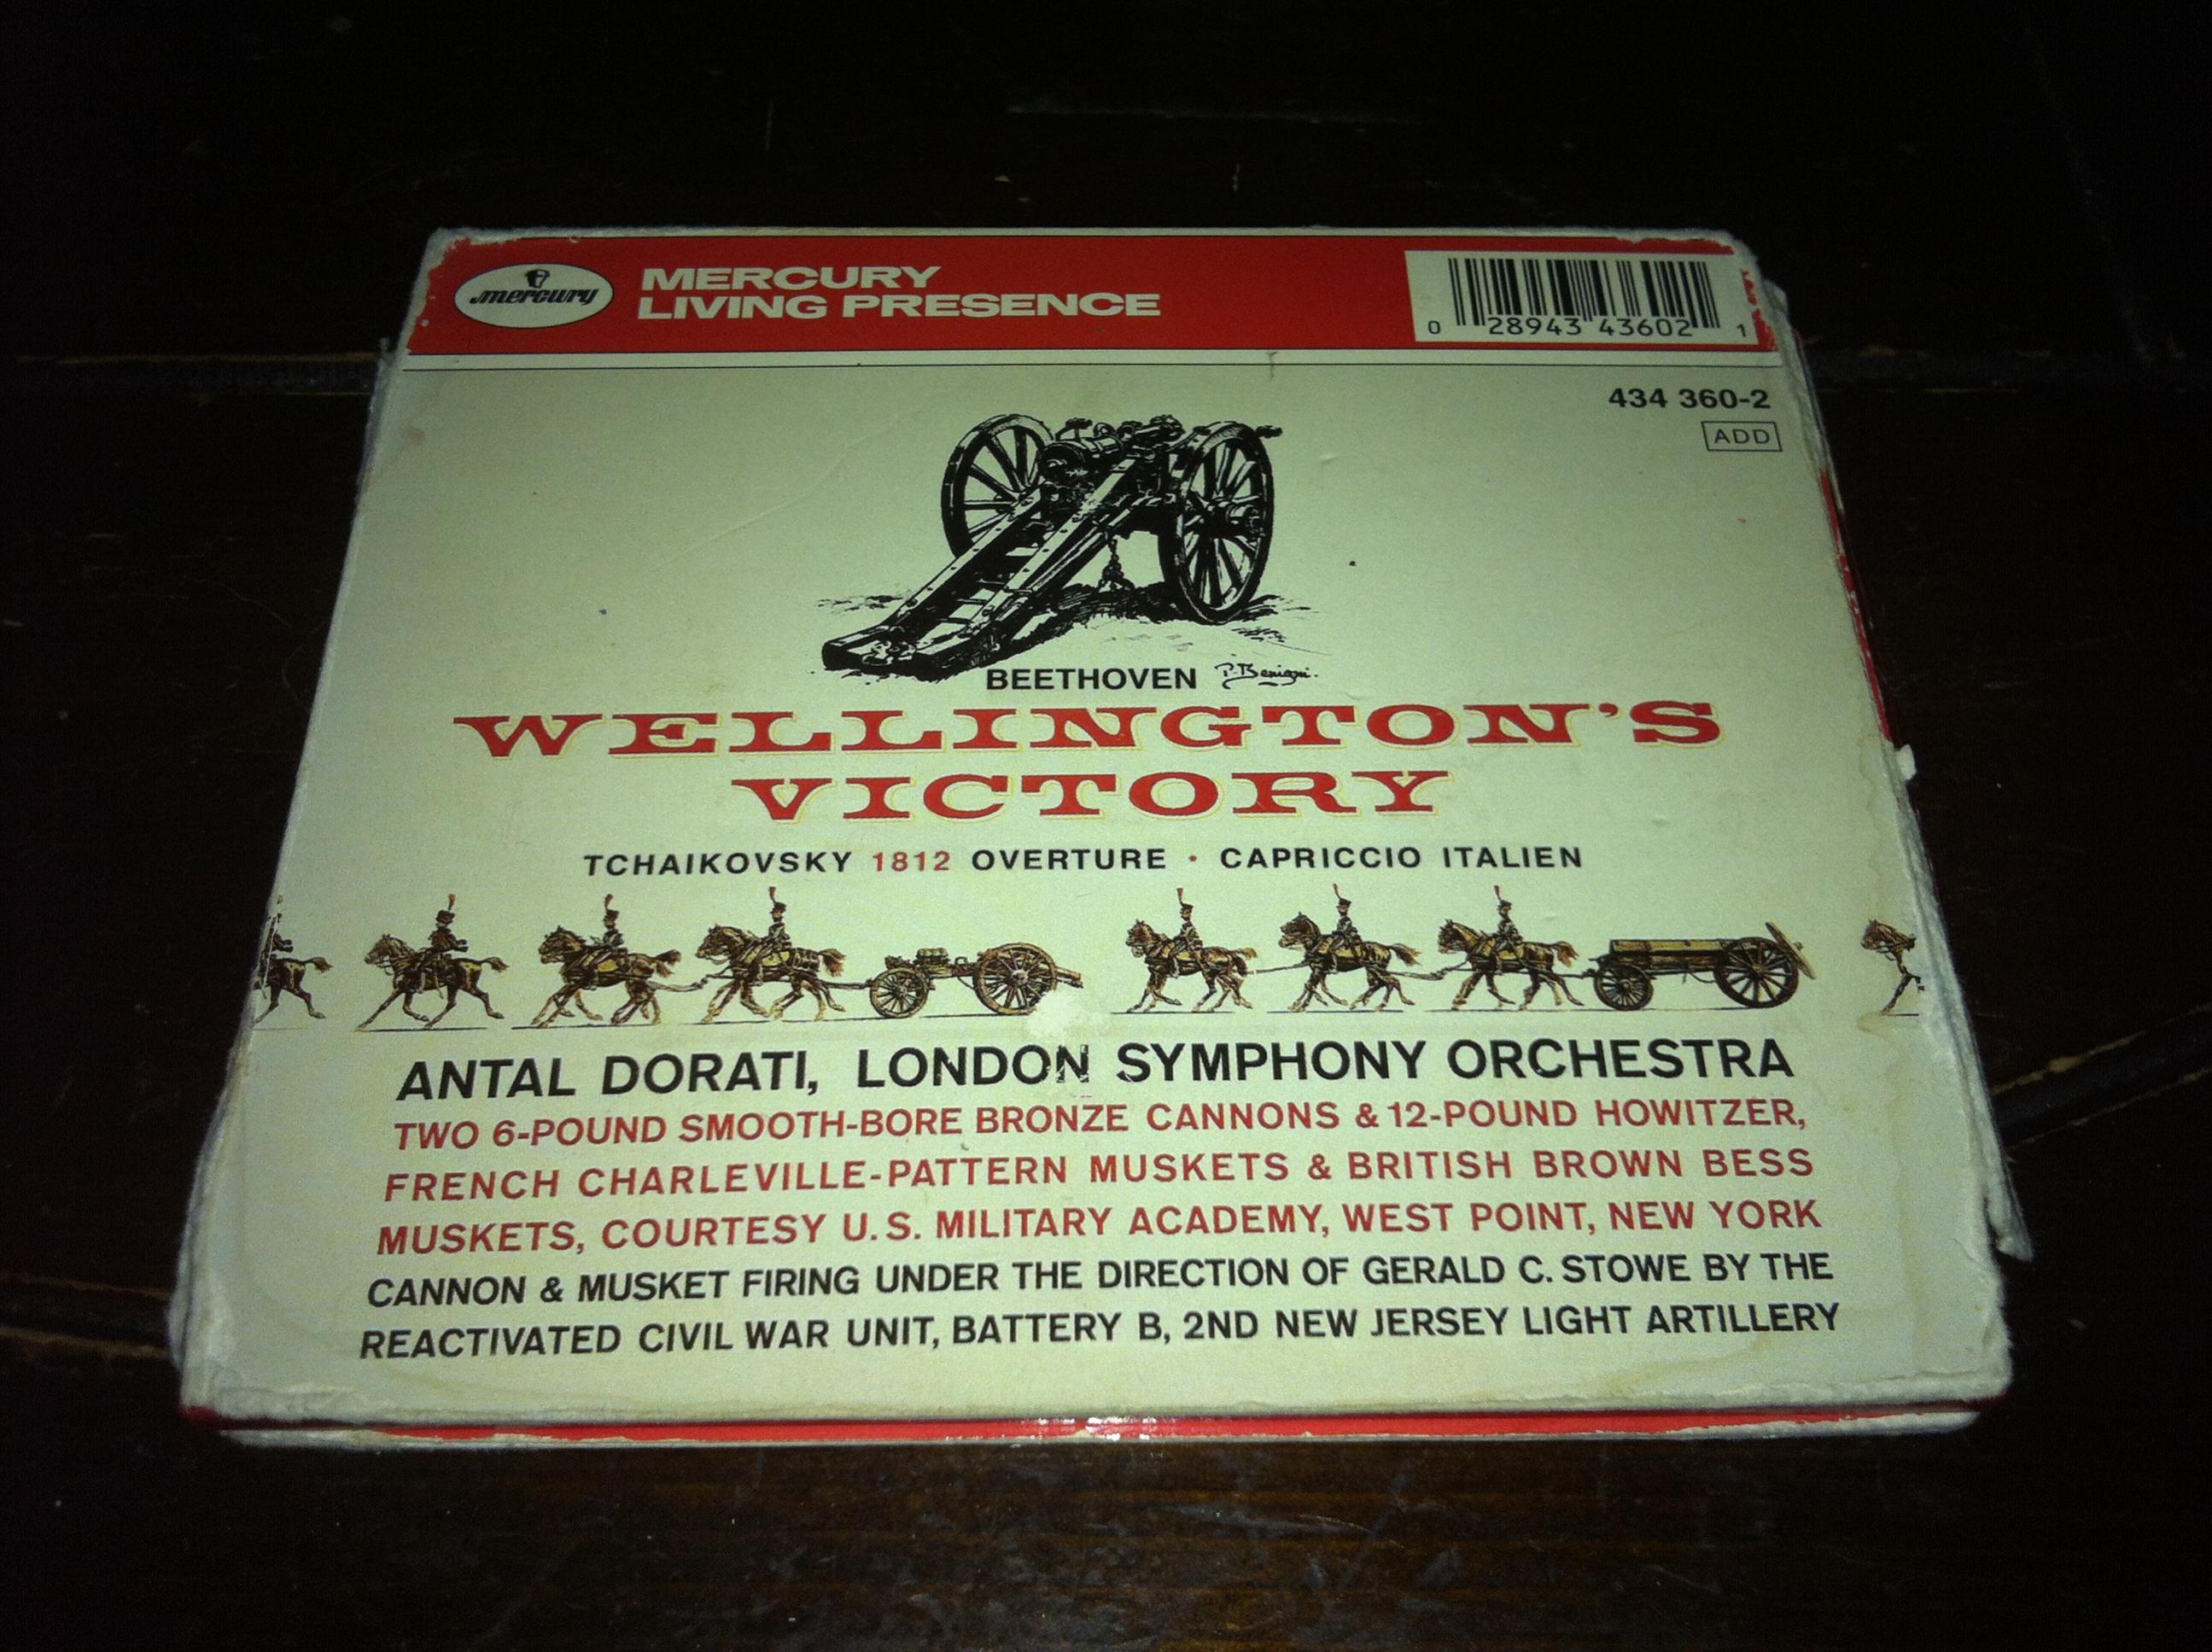 mercury
MERCURY
LIVING PRESENCE
0 28943 43602 1
434 360-2
ADD
BEETHOVEN
P. Benigni.
WELLINGTON'S
VICTORY
TCHAIKOVSKY 1812 OVERTURE • CAPRICCIO ITALIEN
ANTAL DORATI, LONDON SYMPHONY ORCHESTRA
TWO 6-POUND SMOOTH-BORE BRONZE CANNONS & 12-POUND HOWITZER,
FRENCH CHARLEVILLE-PATTERN MUSKETS & BRITISH BROWN BESS
MUSKETS, COURTESY U.S. MILITARY ACADEMY, WEST POINT, NEW YORK
CANNON & MUSKET FIRING UNDER THE DIRECTION OF GERALD C. STOWE BY THE
REACTIVATED CIVIL WAR UNIT, BATTERY B, 2ND NEW JERSEY LIGHT ARTILLERY